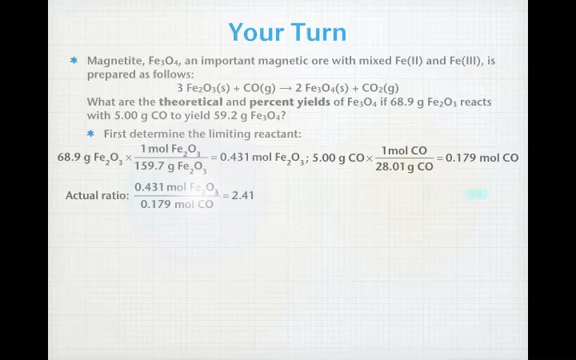 Your Turn
* Magnetite, Fe₃O₄, an important magnetic ore with mixed Fe(II) and Fe(III), is
prepared as follows:
3 Fe₂O₃(s) + CO(g) → 2 Fe₃O₄(s) + CO₂(g)
What are the theoretical and percent yields of Fe₃O₄ if 68.9 g Fe₂O₃ reacts
with 5.00 g CO to yield 59.2 g Fe₃O₄?
* First determine the limiting reactant:
68.9 g Fe₂O₃ × 1 mol Fe₂O₃ / 159.7 g Fe₂O₃ = 0.431 mol Fe₂O₃; 5.00 g CO × 1 mol CO / 28.01 g CO = 0.179 mol CO
Actual ratio: 0.431 mol Fe₂O₃ / 0.179 mol CO = 2.41